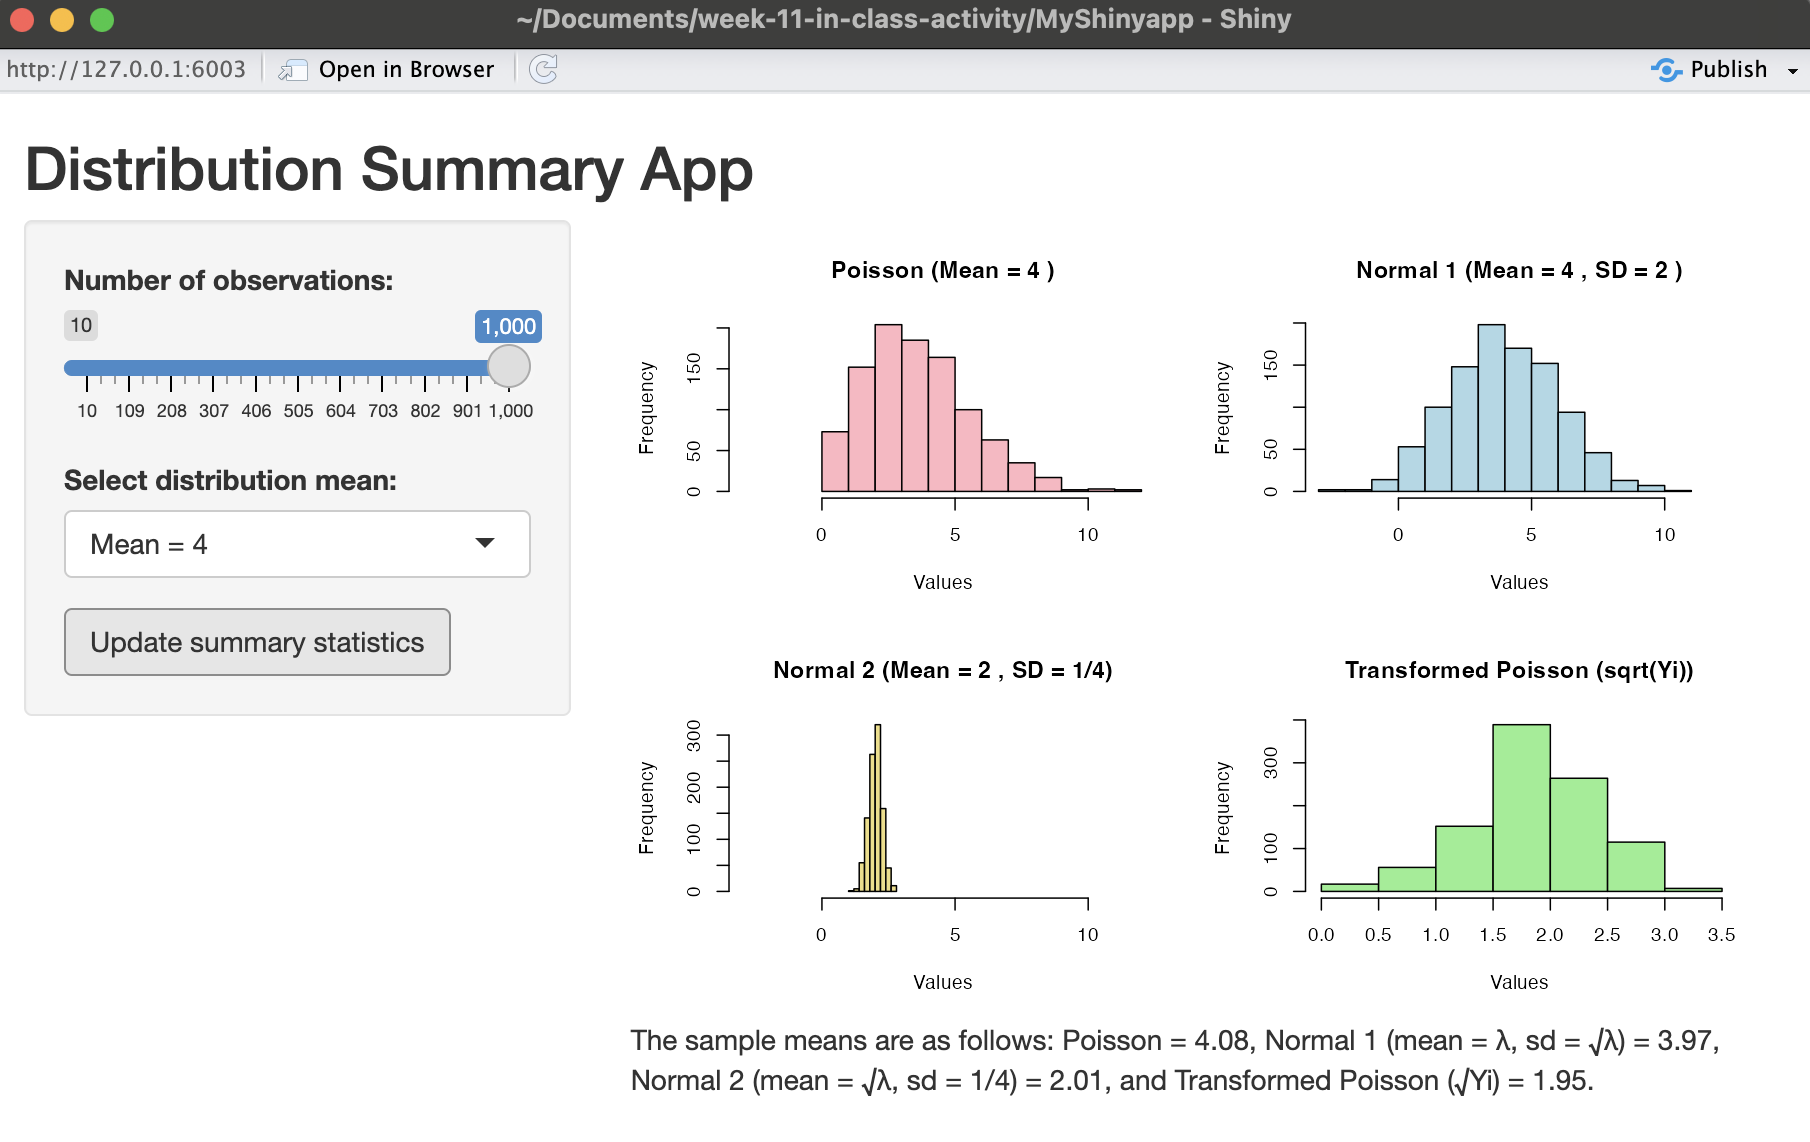 ~/Documents/week-11-in-class-activity/MyShinyapp - Shiny
http://127.0.0.1:6003 Open in Browser Publish
Distribution Summary App
Number of observations:
10 1,000
10 109 208 307 406 505 604 703 802 901 1,000
Select distribution mean:
Mean = 4
Update summary statistics
Poisson (Mean = 4 )
Frequency
0 50 150
0 5 10
Values
Normal 1 (Mean = 4 , SD = 2 )
Frequency
0 50 150
0 5 10
Values
Normal 2 (Mean = 2 , SD = 1/4)
Frequency
0 100 200 300
0 5 10
Values
Transformed Poisson (sqrt(Yi))
Frequency
0 100 300
0.0 0.5 1.0 1.5 2.0 2.5 3.0 3.5
Values
The sample means are as follows: Poisson = 4.08, Normal 1 (mean = λ, sd = √λ) = 3.97,
Normal 2 (mean = √λ, sd = 1/4) = 2.01, and Transformed Poisson (√Yi) = 1.95.